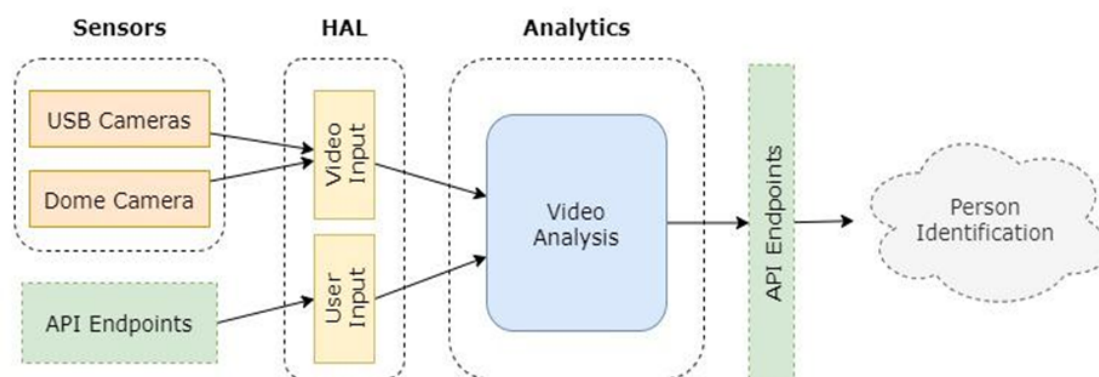 Sensors
HAL
Analytics
USB Cameras
Dome Camera
API Endpoints
Video
Input
User
Input
Video
Analysis
API Endpoints
Person
Identification